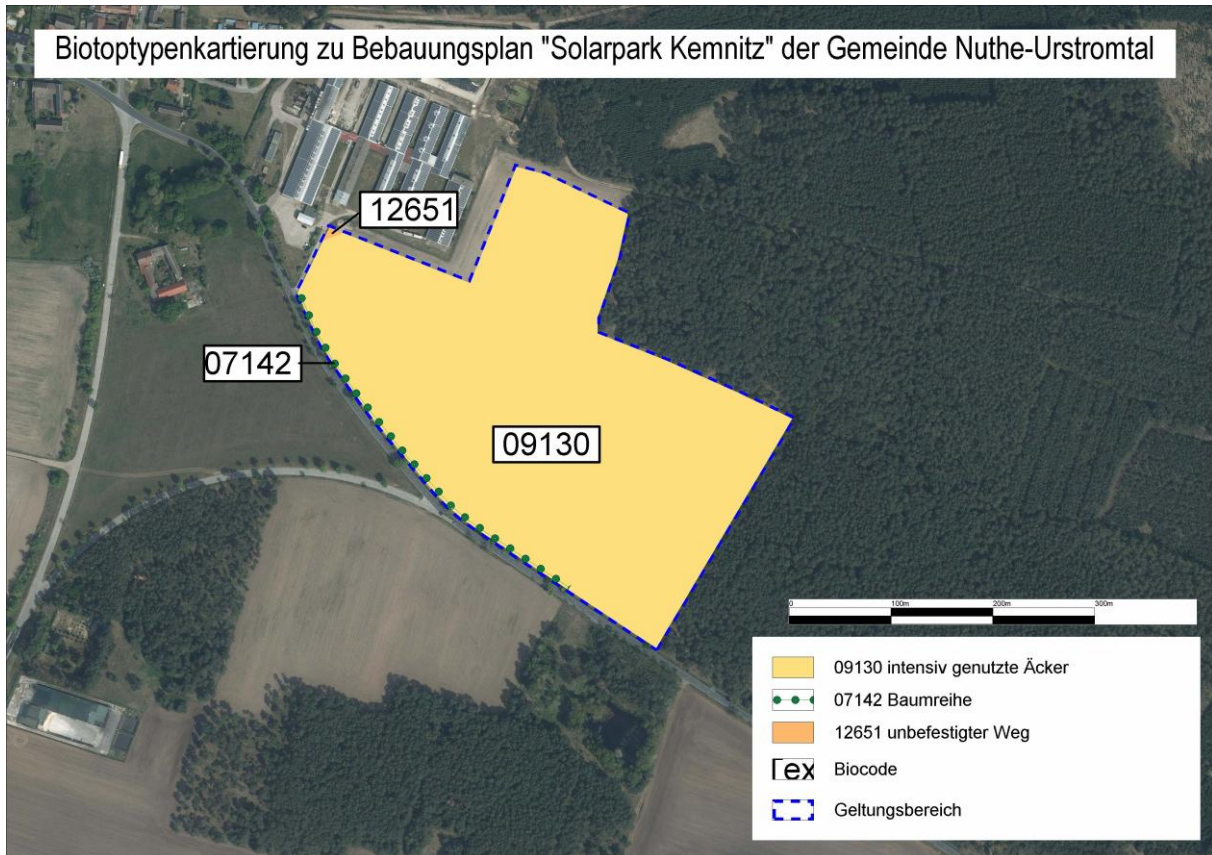 Biotoptypenkartierung zu Bebauungsplan "Solarpark Kemnitz" der Gemeinde Nuthe-Urstromtal
12651
07142
09130
0 100m 200m 300m
09130 intensiv genutzte Äcker
07142 Baumreihe
12651 unbefestigter Weg
Tex Biocode
Geltungsbereich